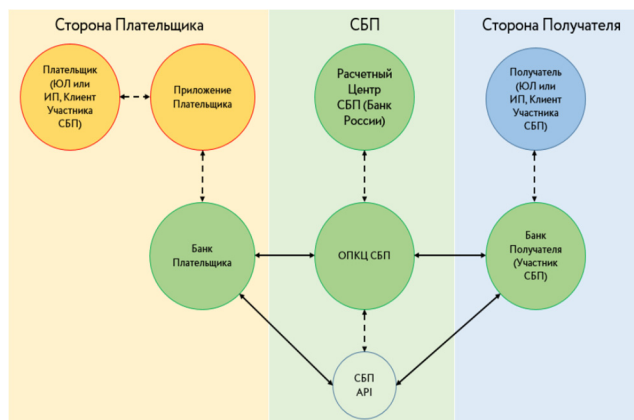 Сторона Плательщика
СБП
Сторона Получателя
Плательщик
(ЮЛ или
ИП, Клиент
Участника
СБП)
Приложение
Плательщика
Расчетный
Центр
СБП (Банк
России)
Получатель
(ЮЛ или
ИП, Клиент
Участника
СБП)
Банк
Плательщика
ОПКЦ СБП
Банк
Получателя
(Участник
СБП)
СБП
API